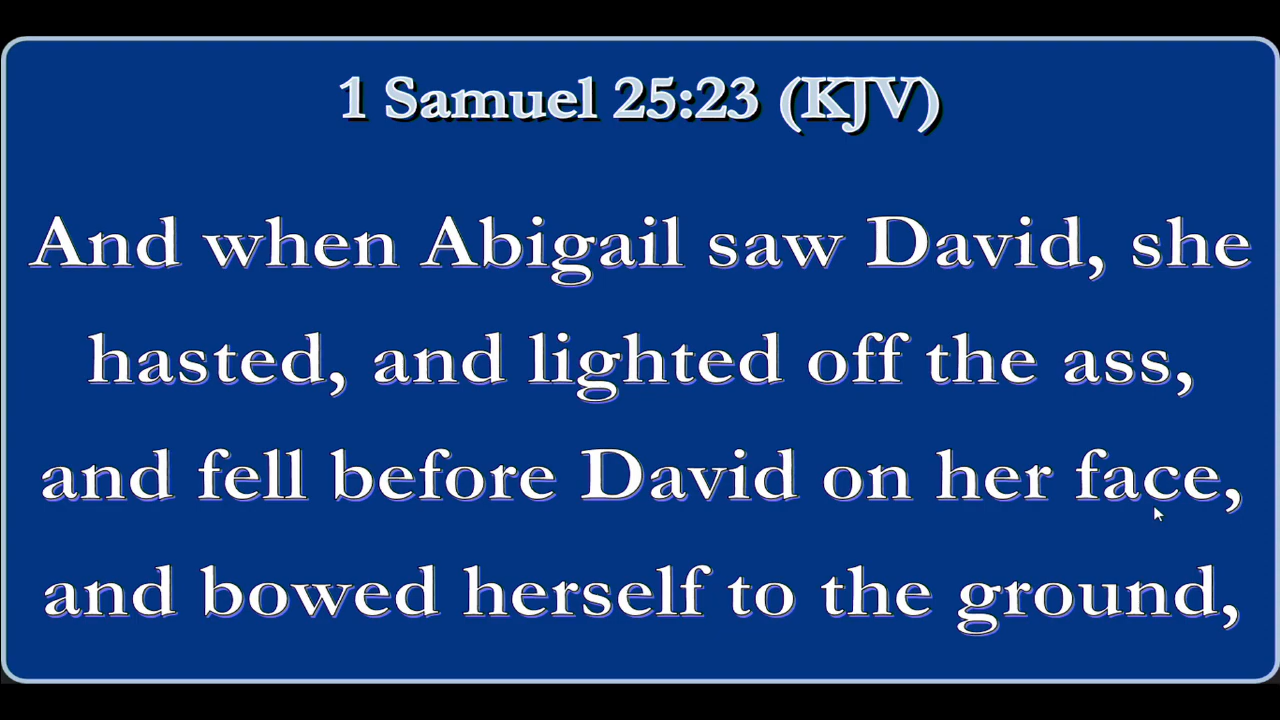 1 Samuel 25:23 (KJV)
And when Abigail saw David, she
hasted, and lighted off the ass,
and fell before David on her face,
and bowed herself to the ground,